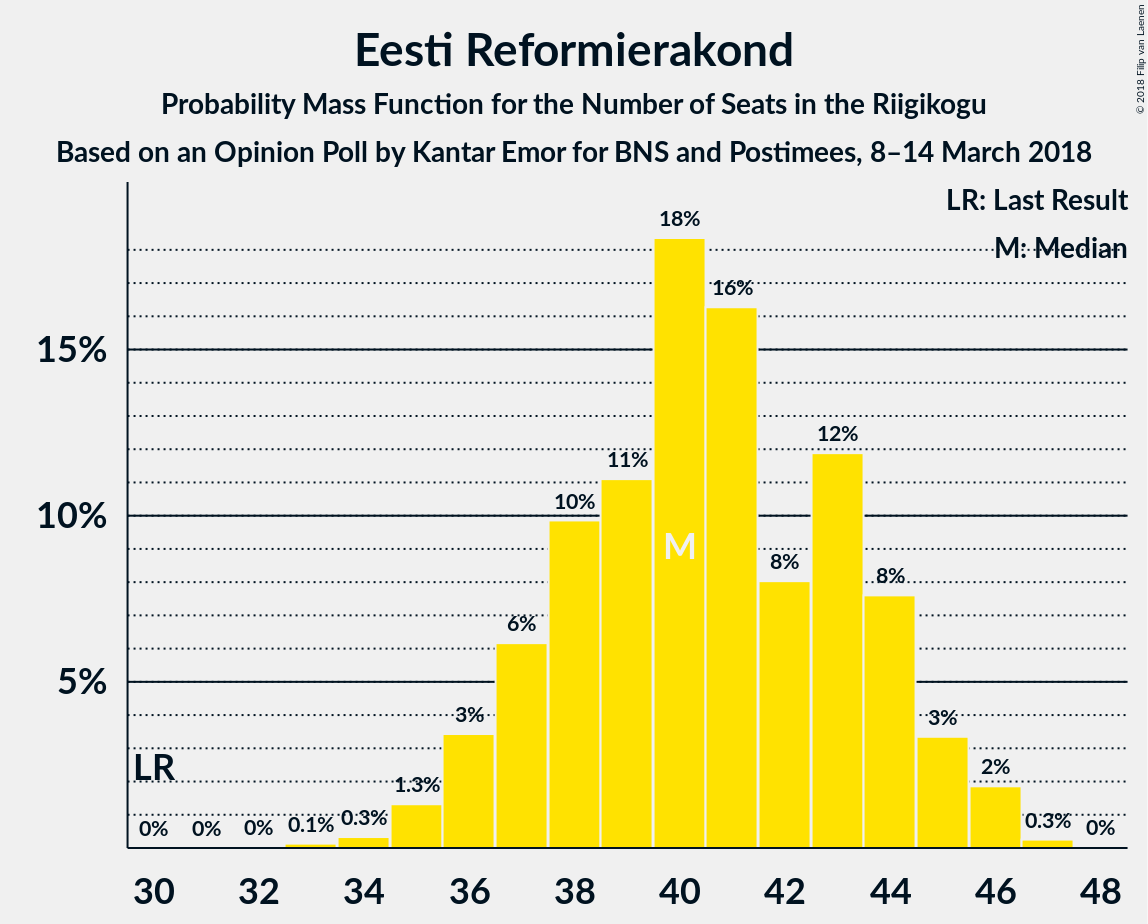 Eesti Reformierakond
Probability Mass Function for the Number of Seats in the Riigikogu
Based on an Opinion Poll by Kantar Emor for BNS and Postimees, 8–14 March 2018
© 2018 Filip van Laenen
LR: Last Result
M: Median
18%
16%
15%
12%
11%
10%
10%
M
8%
8%
6%
5%
3%
3%
LR
2%
1.3%
0.3%
0.3%
0.1%
0%
0%
0%
0%
30 32 34 36 38 40 42 44 46 48